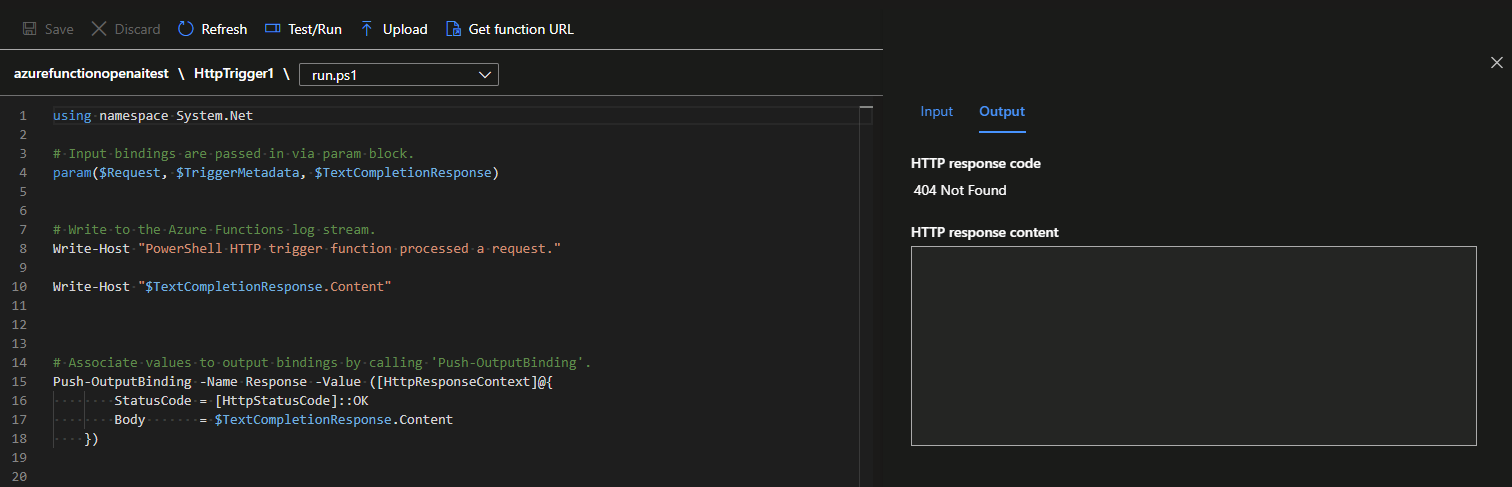 Save Discard Refresh Test/Run Upload Get function URL
azurefunctionopenaitest \ HttpTrigger1 \ run.ps1
1 using namespace System.Net
2
3 # Input bindings are passed in via param block.
4 param($Request, $TriggerMetadata, $TextCompletionResponse)
5
6
7 # Write to the Azure Functions log stream.
8 Write-Host "PowerShell HTTP trigger function processed a request."
9
10 Write-Host "$TextCompletionResponse.Content"
11
12
13
14 # Associate values to output bindings by calling 'Push-OutputBinding'.
15 Push-OutputBinding -Name Response -Value ([HttpResponseContext]@{
16 StatusCode = [HttpStatusCode]::OK
17 Body = $TextCompletionResponse.Content
18 })
19
20
Input Output
HTTP response code
404 Not Found
HTTP response content